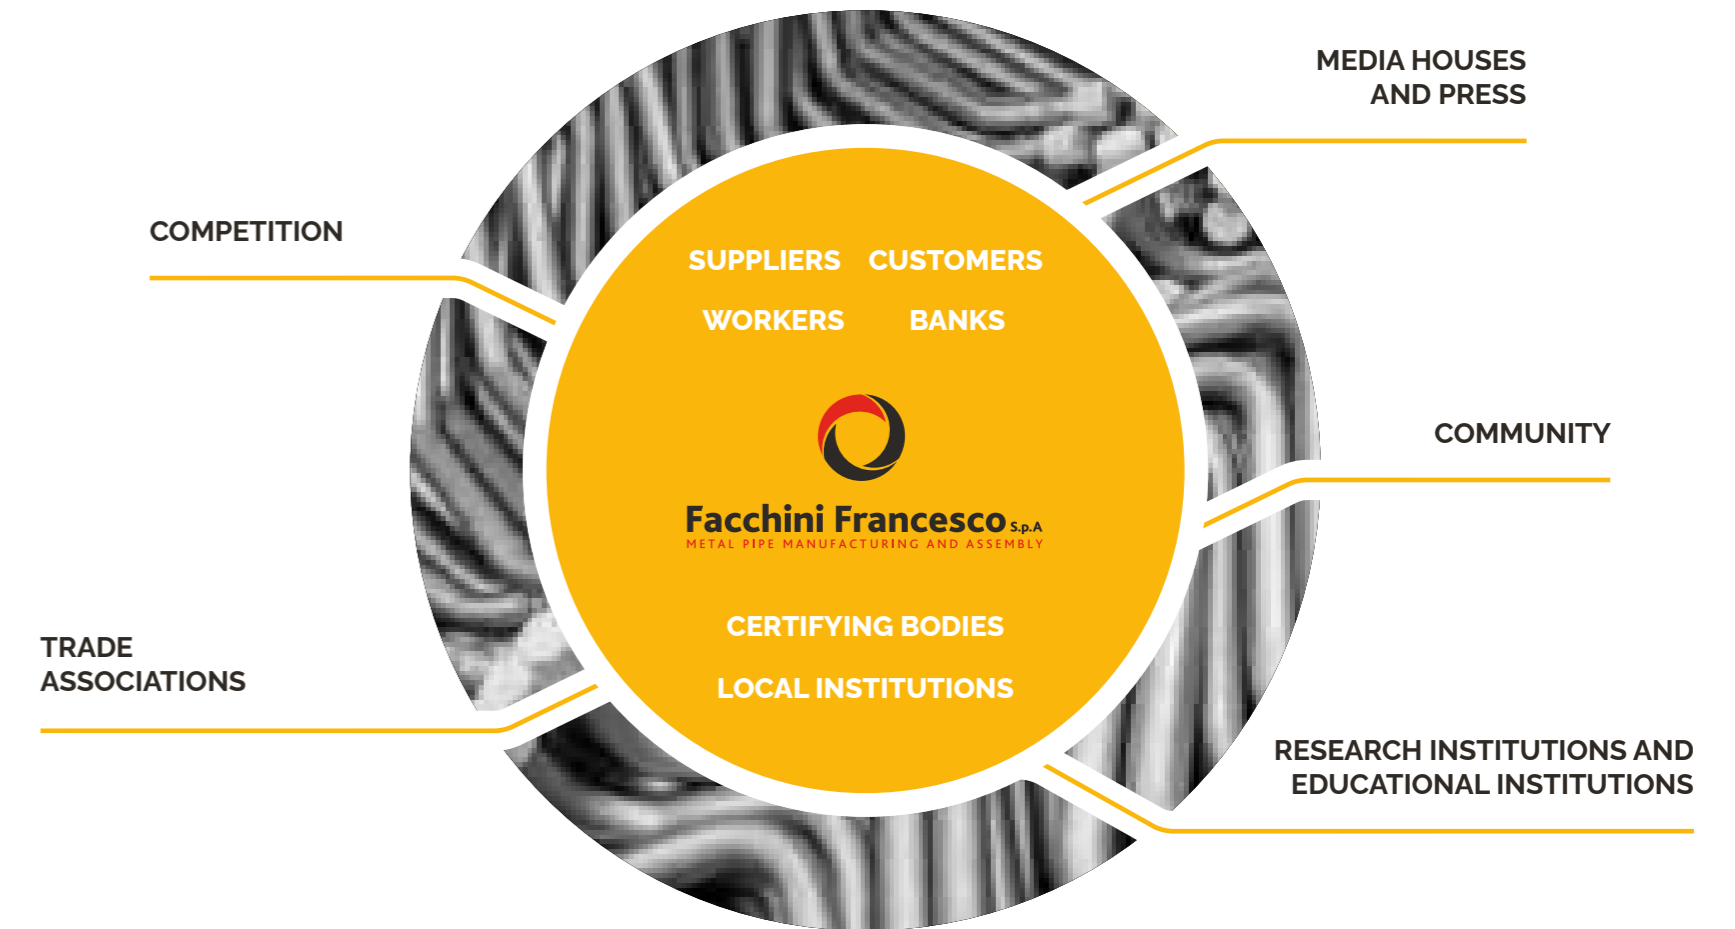 MEDIA HOUSES
AND PRESS
COMPETITION
SUPPLIERS CUSTOMERS
WORKERS BANKS
COMMUNITY
Facchini Francesco S.p.A
METAL PIPE MANUFACTURING AND ASSEMBLY
CERTIFYING BODIES
LOCAL INSTITUTIONS
TRADE
ASSOCIATIONS
RESEARCH INSTITUTIONS AND
EDUCATIONAL INSTITUTIONS